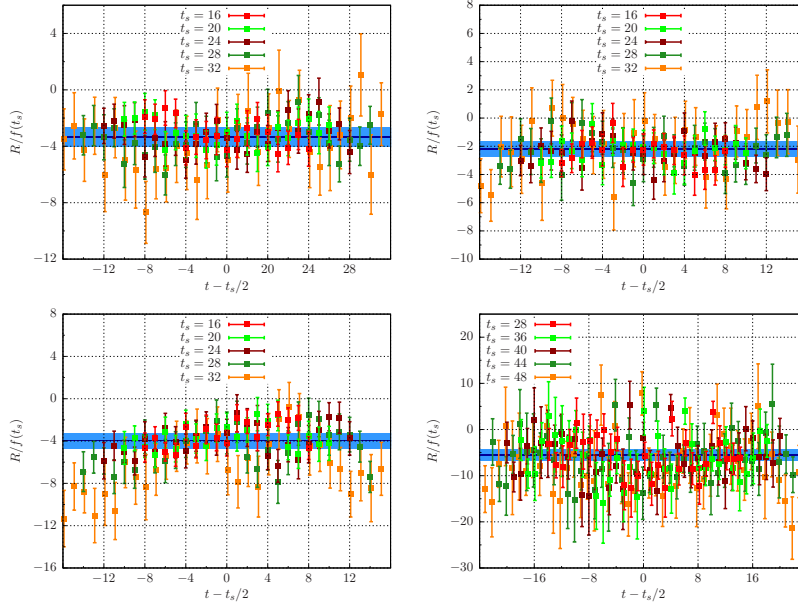 6
4
0
−4
−8
−12
R/f(t_s)
t_s = 16
t_s = 20
t_s = 24
t_s = 28
t_s = 32
−12 −8 −4 0 20 24 28
t − t_s/2
8
6
4
2
0
−2
−4
−6
−8
−10
R/f(t_s)
t_s = 16
t_s = 20
t_s = 24
t_s = 28
t_s = 32
−12 −8 −4 0 4 8 12
t − t_s/2
8
4
0
−4
−8
−12
−16
R/f(t_s)
t_s = 16
t_s = 20
t_s = 24
t_s = 28
t_s = 32
−12 −8 −4 0 4 8 12
t − t_s/2
25
20
10
0
−10
−20
−30
R/f(t_s)
t_s = 28
t_s = 36
t_s = 40
t_s = 44
t_s = 48
−16 −8 0 8 16
t − t_s/2